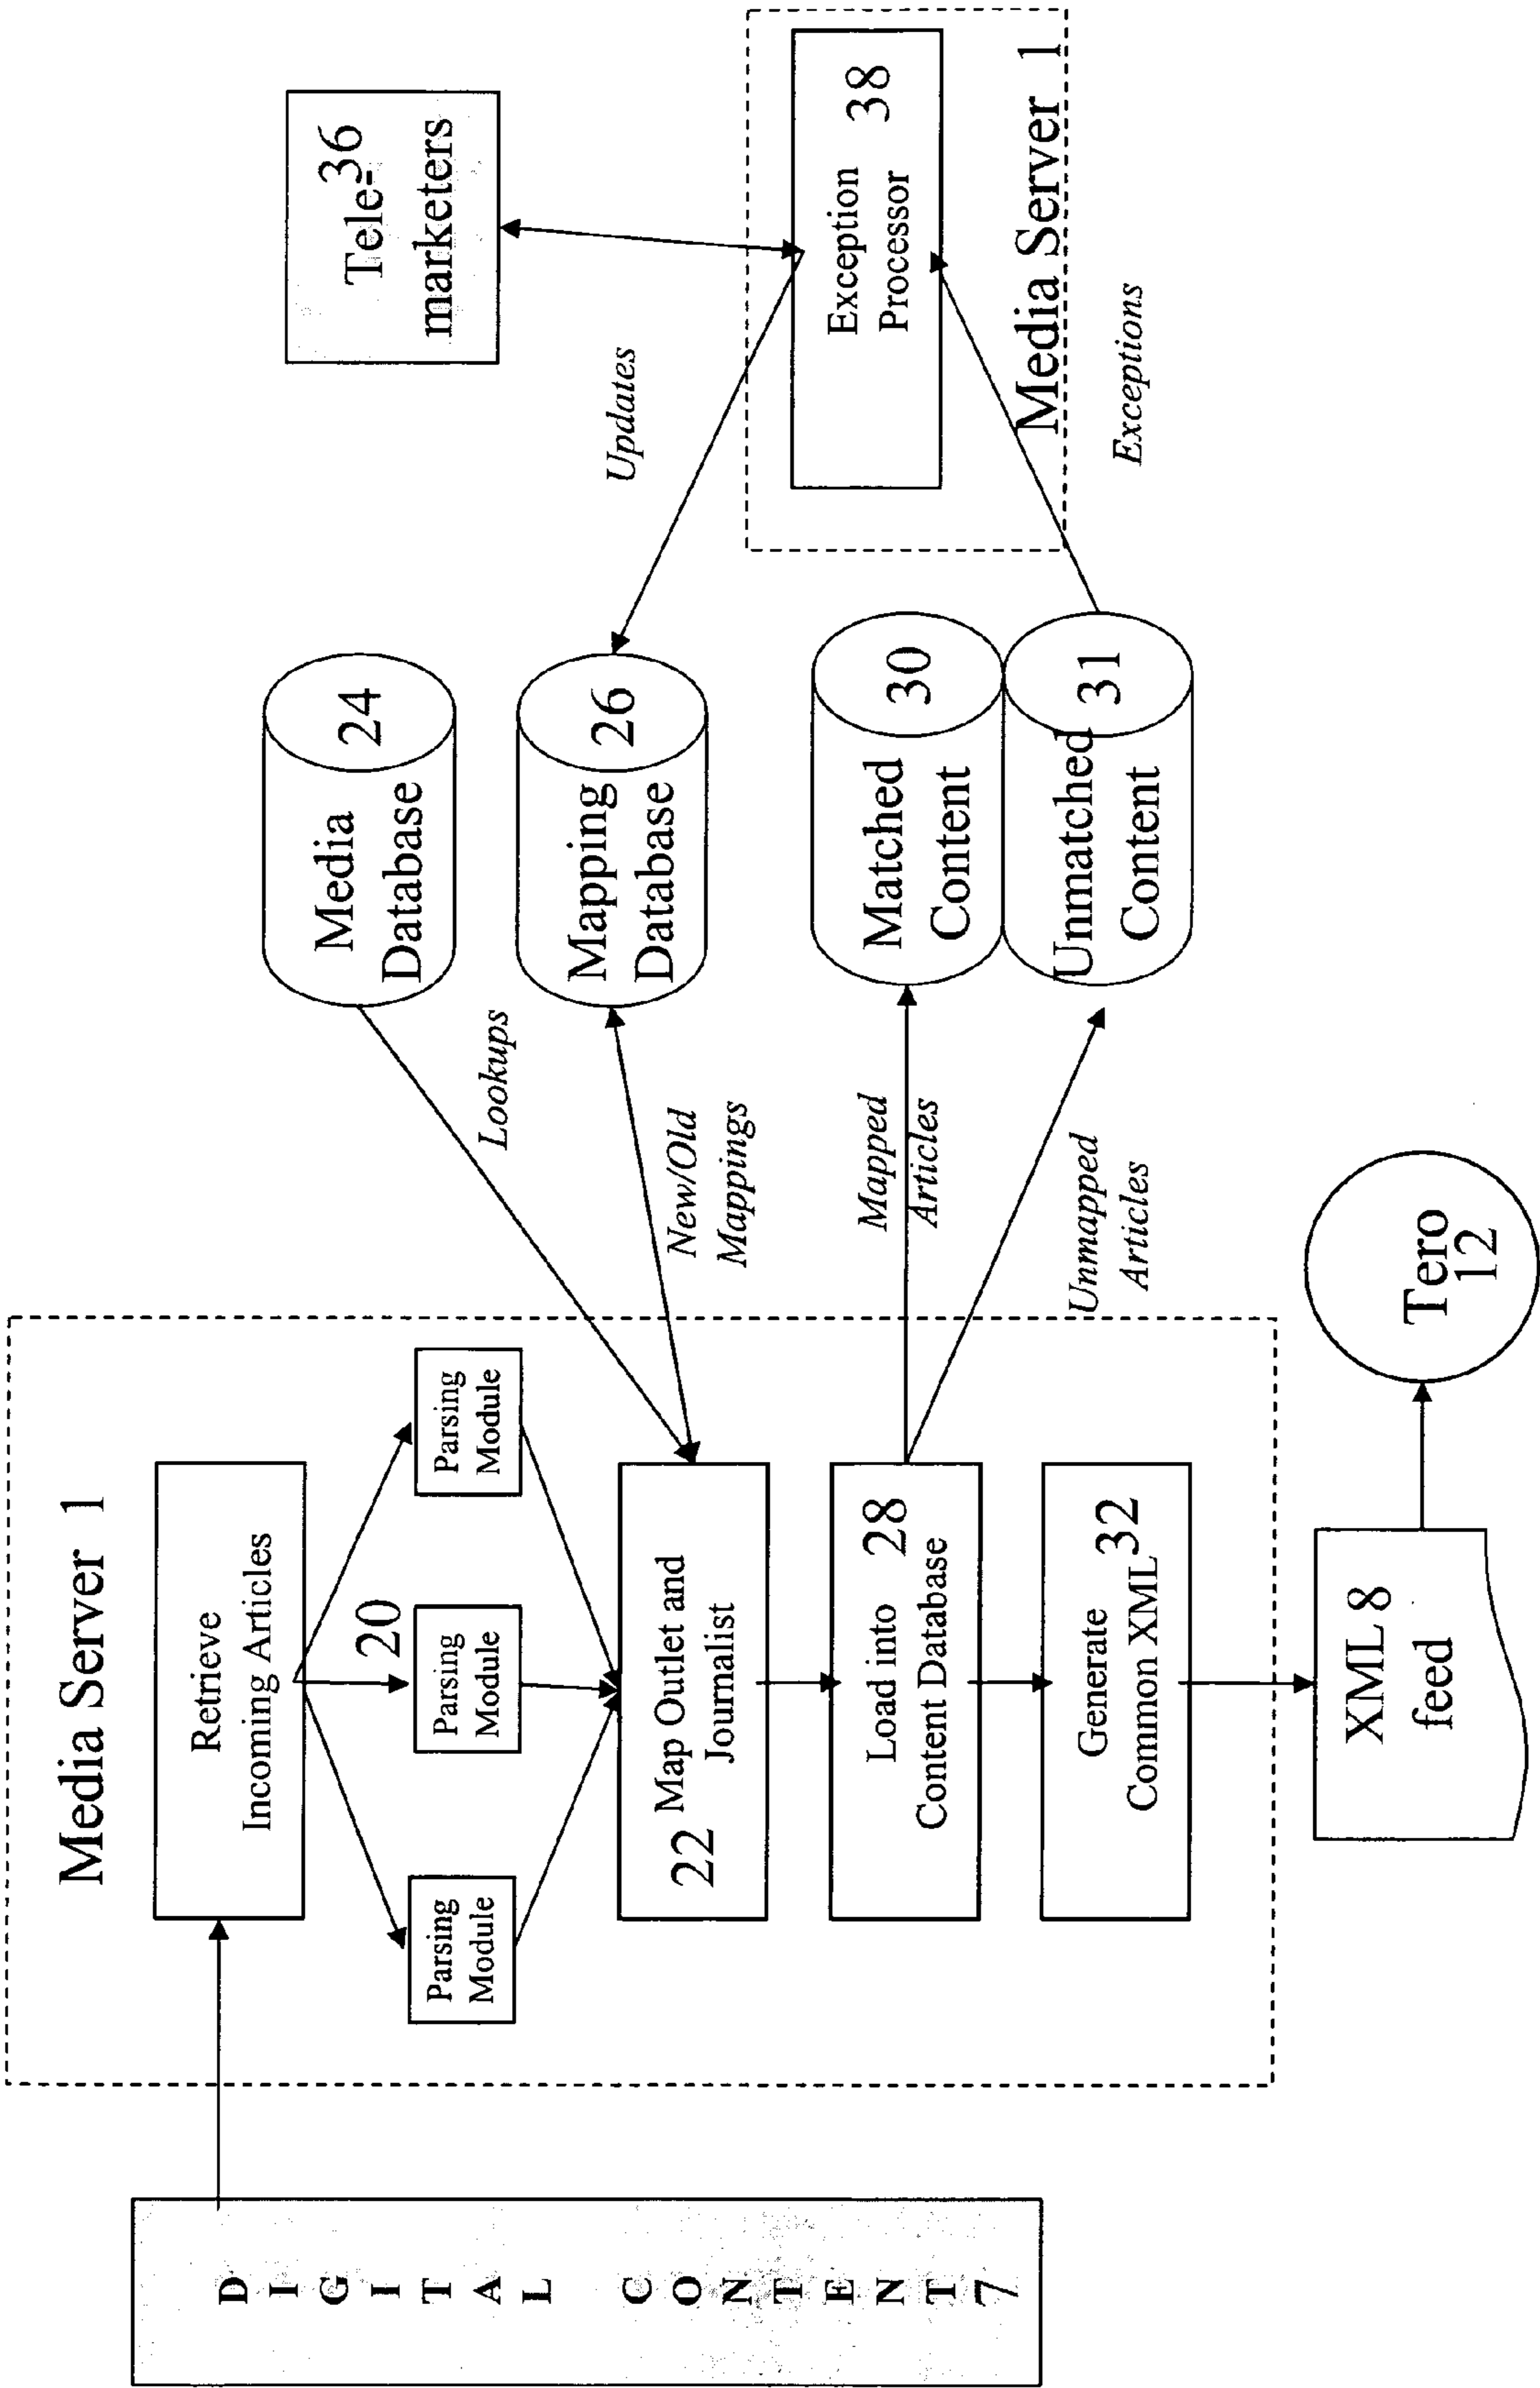 DIGITAL CONTENT 7
Media Server 1
Retrieve
Incoming Articles
20
Parsing
Module
Parsing
Module
Parsing
Module
22 Map Outlet and
Journalist
Load into 28
Content Database
Generate
Common XML 32
XML 8
feed
Tero
12
Lookups
New/Old
Mappings
Mapped
Articles
Unmapped
Articles
Media 24
Database
Mapping 26
Database
Matched 30
Content
Unmatched 31
Content
Updates
Exceptions
Tele- 36
marketers
Exception 38
Processor
Media Server 1